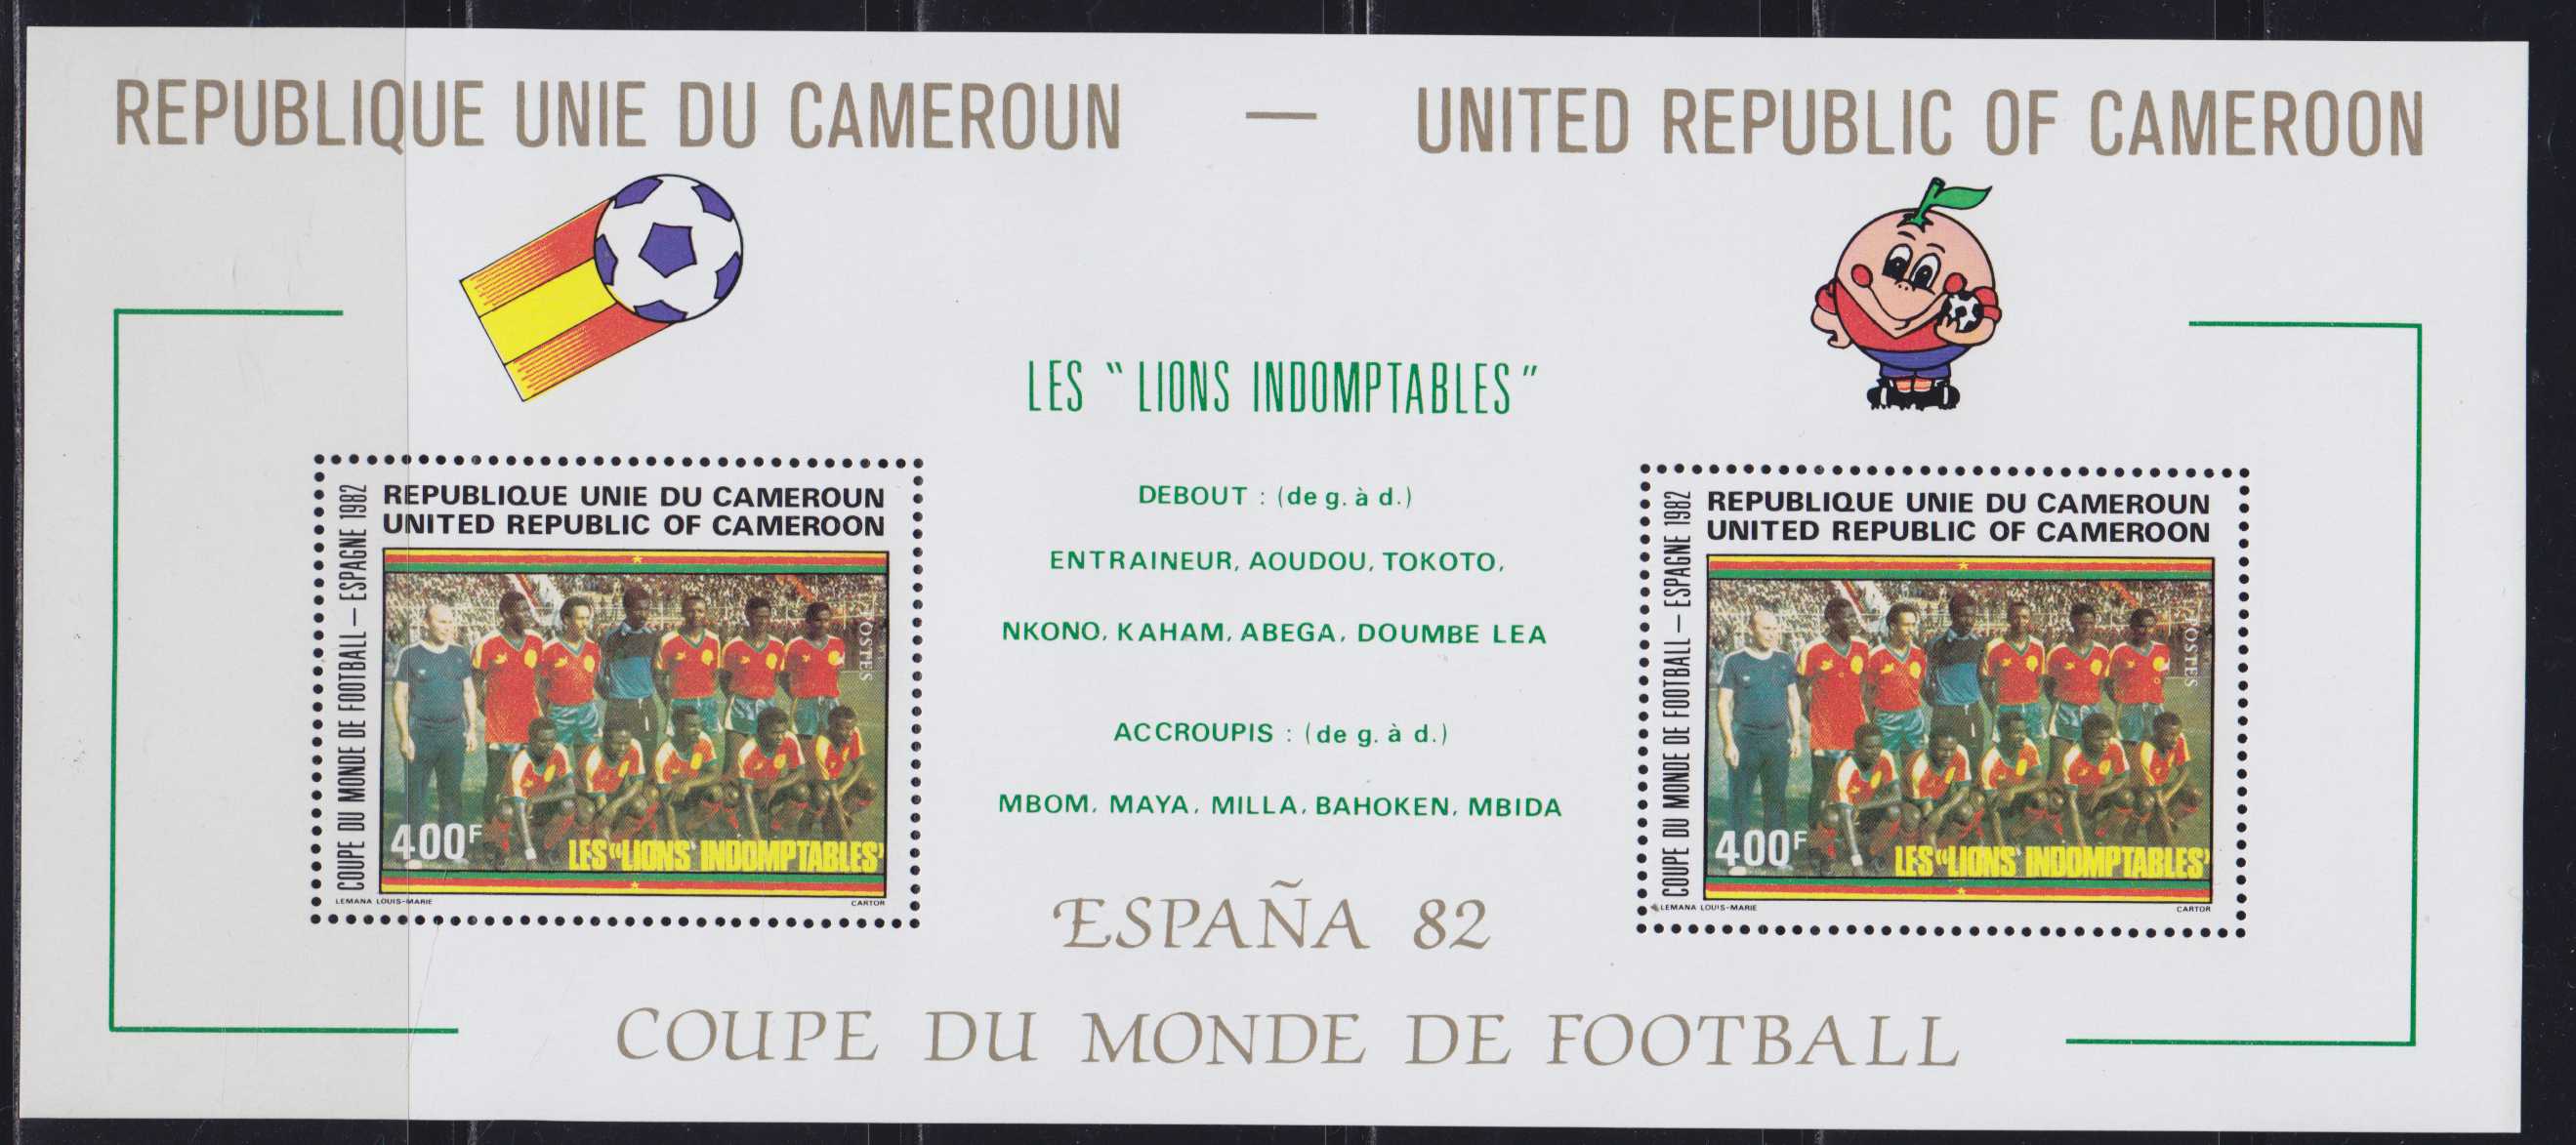 REPUBLIQUE UNIE DU CAMEROUN — UNITED REPUBLIC OF CAMEROON
LES "LIONS INDOMPTABLES"
DEBOUT : (de g. à d.)
ENTRAINEUR, AOUDOU, TOKOTO,
NKONO, KAHAM, ABEGA, DOUMBE LEA
ACCROUPIS : (de g. à d.)
MBOM, MAYA, MILLA, BAHOKEN, MBIDA
ESPAÑA 82
COUPE DU MONDE DE FOOTBALL
REPUBLIQUE UNIE DU CAMEROUN
UNITED REPUBLIC OF CAMEROON
COUPE DU MONDE DE FOOTBALL — ESPAGNE 1982
POSTES
400F
LES "LIONS INDOMPTABLES"
LEMANA LOUIS-MARIE
CARTOR
REPUBLIQUE UNIE DU CAMEROUN
UNITED REPUBLIC OF CAMEROON
COUPE DU MONDE DE FOOTBALL — ESPAGNE 1982
POSTES
400F
LES "LIONS INDOMPTABLES"
LEMANA LOUIS-MARIE
CARTOR